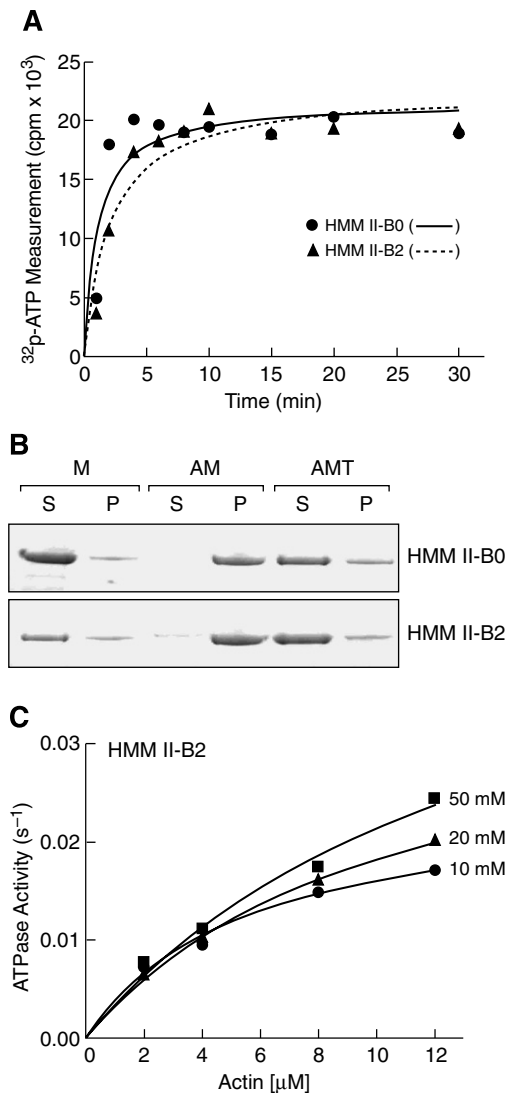 A
25
20
15
10
5
0
³²p-ATP Measurement (cpm x 10³)
HMM II-B0 ( )
HMM II-B2 ( )
0 5 10 15 20 25 30
Time (min)
B
M AM AMT
S P S P S P
HMM II-B0
HMM II-B2
C
0.03
0.02
0.01
0.00
ATPase Activity (s⁻¹)
HMM II-B2
50 mM
20 mM
10 mM
0 2 4 6 8 10 12
Actin [μM]